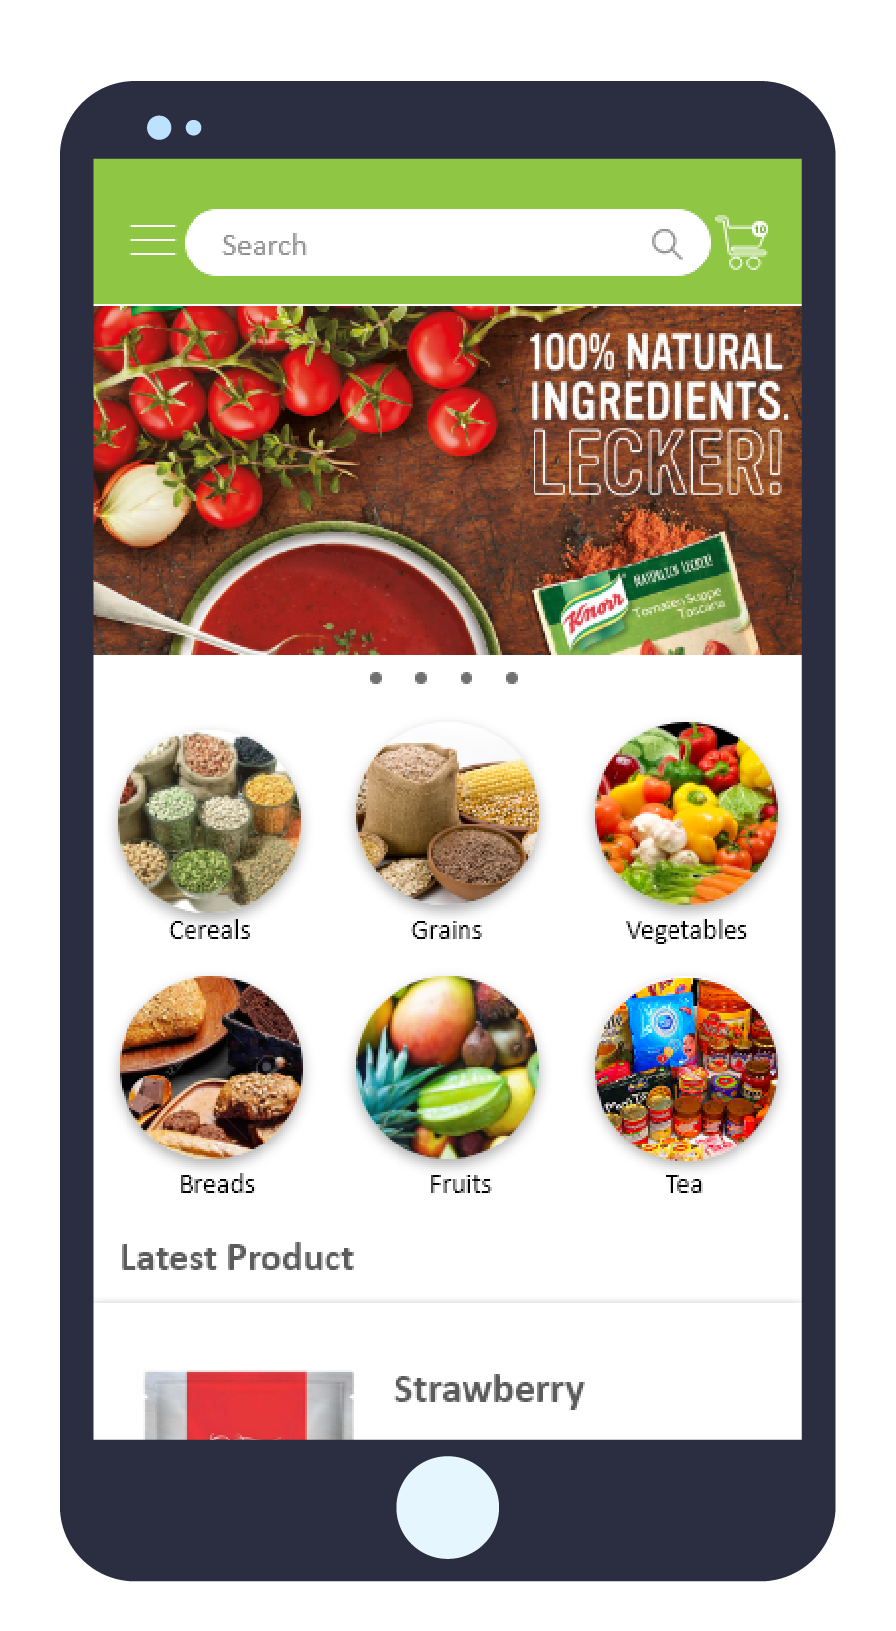 Search
10
100% NATURAL
INGREDIENTS.
LECKER!
NATÜRLICH LECKER!
Knorr
Tomaten Suppe
Toscana
Cereals
Grains
Vegetables
Breads
Fruits
Tea
Latest Product
Strawberry